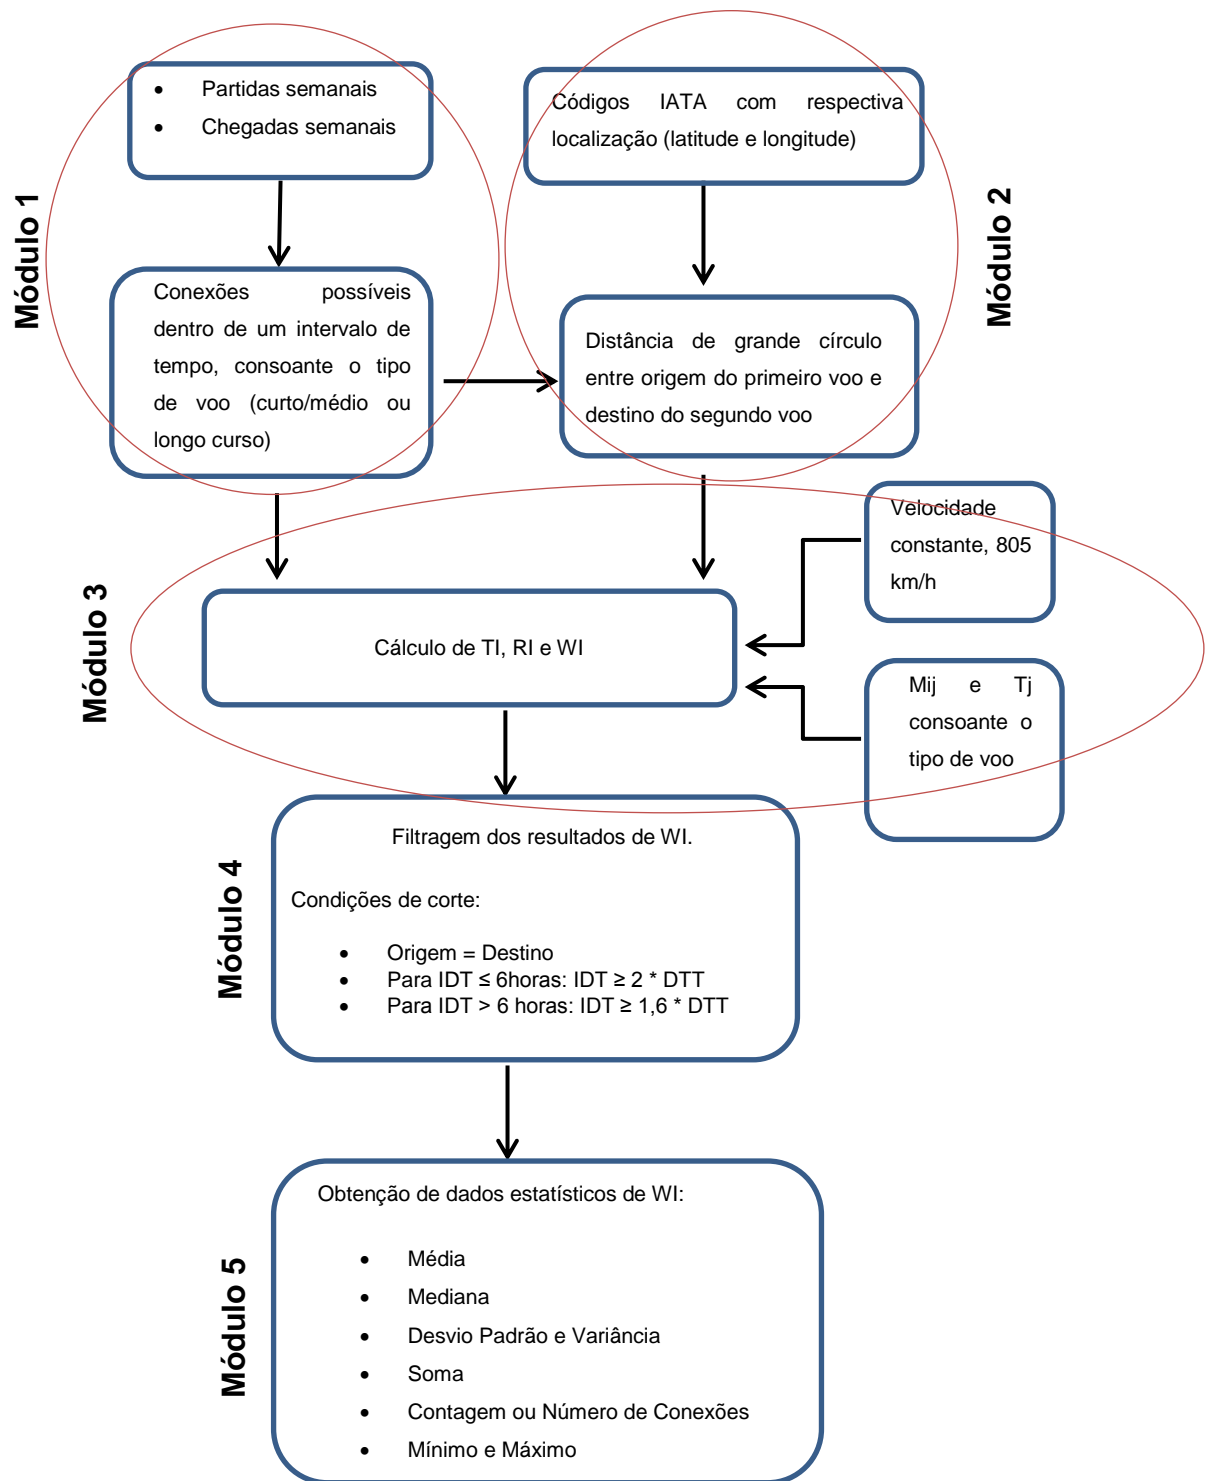 Módulo 1
• Partidas semanais
• Chegadas semanais
Conexões possíveis
dentro de um intervalo de
tempo, consoante o tipo
de voo (curto/médio ou
longo curso)
Módulo 2
Códigos IATA com respectiva
localização (latitude e longitude)
Distância de grande círculo
entre origem do primeiro voo e
destino do segundo voo
Módulo 3
Cálculo de TI, RI e WI
Velocidade
constante, 805
km/h
Mij e Tj
consoante o
tipo de voo
Módulo 4
Filtragem dos resultados de WI.
Condições de corte:
• Origem = Destino
• Para IDT ≤ 6horas: IDT ≥ 2 * DTT
• Para IDT > 6 horas: IDT ≥ 1,6 * DTT
Módulo 5
Obtenção de dados estatísticos de WI:
• Média
• Mediana
• Desvio Padrão e Variância
• Soma
• Contagem ou Número de Conexões
• Mínimo e Máximo